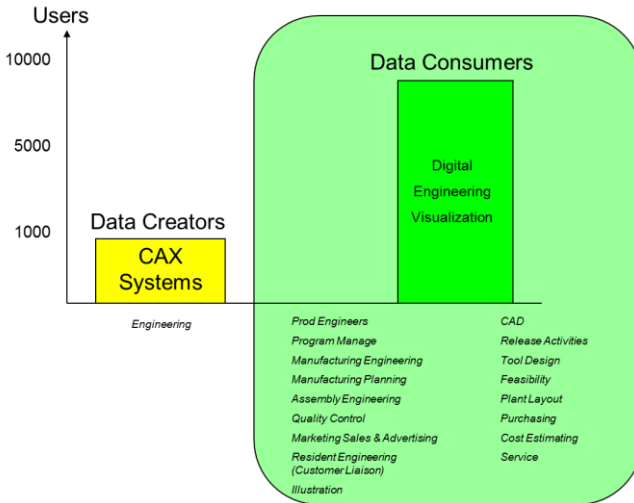 Users
10000
5000
1000
Data Creators
CAX
Systems
Engineering
Data Consumers
Digital
Engineering
Visualization
Prod Engineers
Program Manage
Manufacturing Engineering
Manufacturing Planning
Assembly Engineering
Quality Control
Marketing Sales & Advertising
Resident Engineering
(Customer Liaison)
Illustration
CAD
Release Activities
Tool Design
Feasibility
Plant Layout
Purchasing
Cost Estimating
Service